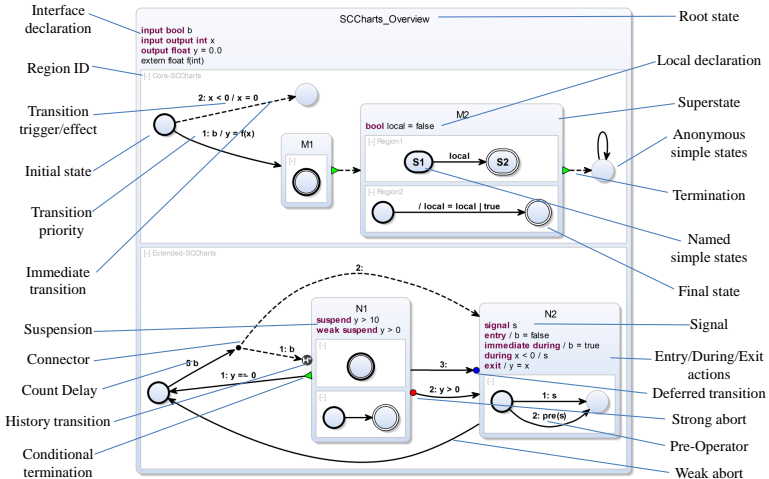 Interface
declaration
Region ID
Transition
trigger/effect
Initial state
Transition
priority
Immediate
transition
Suspension
Connector
Count Delay
History transition
Conditional
termination
SCCharts_Overview
input bool b
input output int x
output float y = 0.0
extern float f(int)
[-] Core-SCCharts
2: x < 0 / x = 0
1: b / y = f(x)
M1
[-]
M2
bool local = false
[-] Region1
S1
local
S2
[-] Region2
/ local = local | true
[-] Extended-SCCharts
2:
N1
suspend y > 10
weak suspend y > 0
[-]
[-]
5 b
1: b
H*
1: y == 0
3:
2: y > 0
N2
signal s
entry / b = false
immediate during / b = true
during x < 0 / s
exit / y = x
[-]
1: s
2: pre(s)
Root state
Local declaration
Superstate
Anonymous
simple states
Termination
Named
simple states
Final state
Signal
Entry/During/Exit
actions
Deferred transition
Strong abort
Pre-Operator
Weak abort